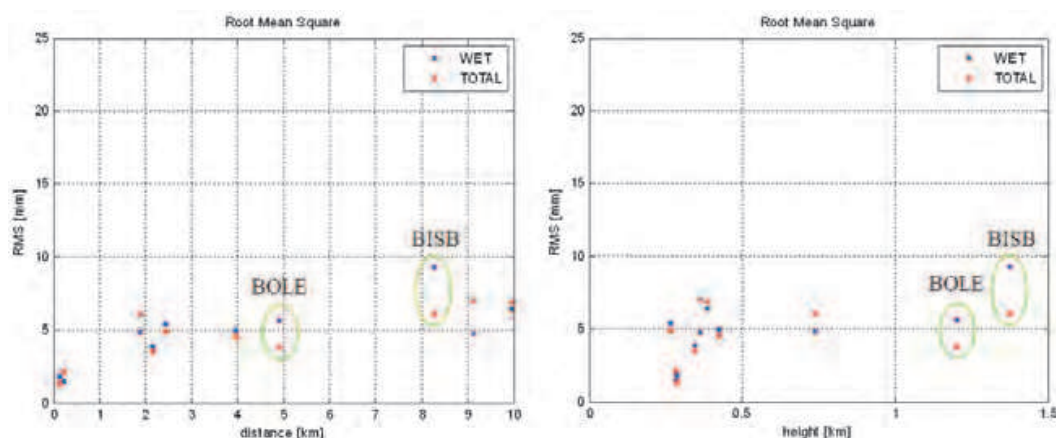 Root Mean Square
25
20
15
10
5
0
RMS [mm]
WET
TOTAL
BISB
BOLE
0 1 2 3 4 5 6 7 8 9 10
distance [km]
Root Mean Square
25
20
15
10
5
0
RMS [mm]
WET
TOTAL
BISB
BOLE
0 0.5 1 1.5
height [km]